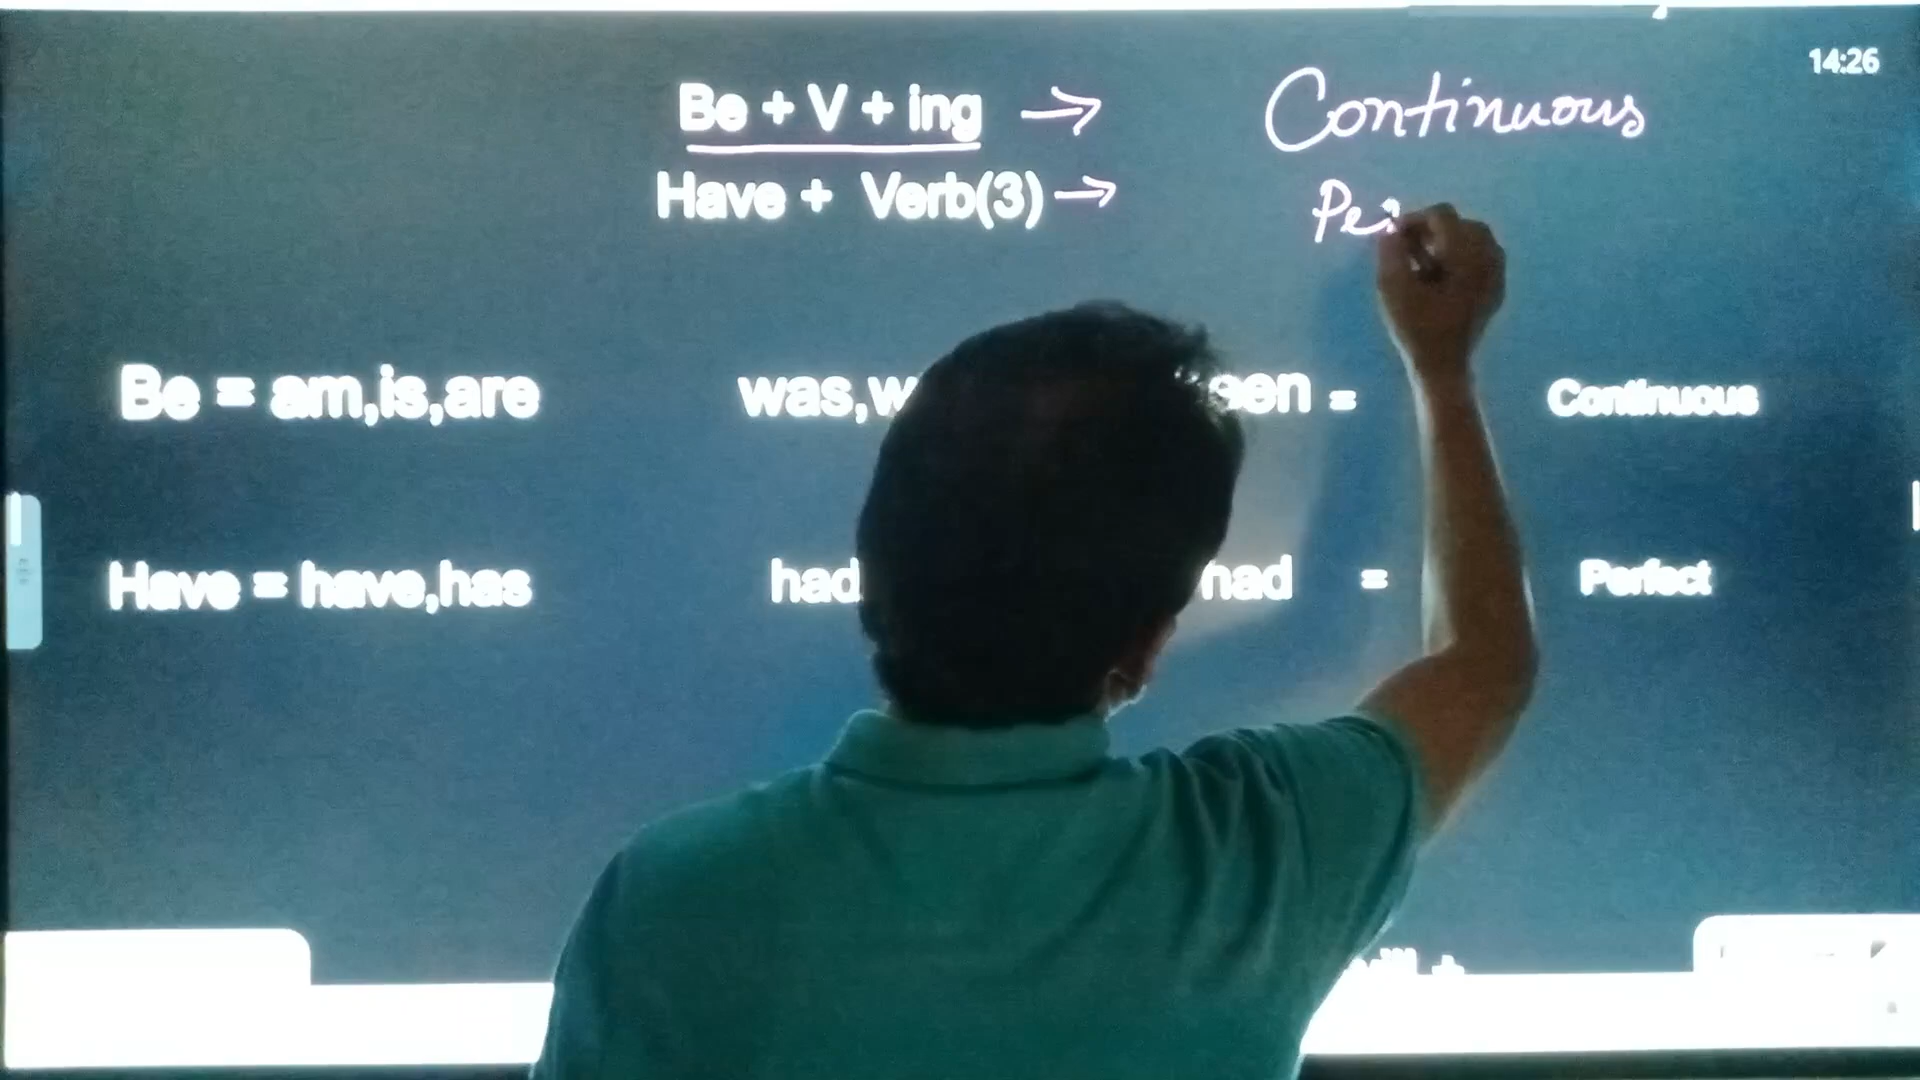 14:26
Be + V + ing → Continuous
Have + Verb(3) →
Be = am,is,are was, = Continuous
Have = have,has had had = Perfect